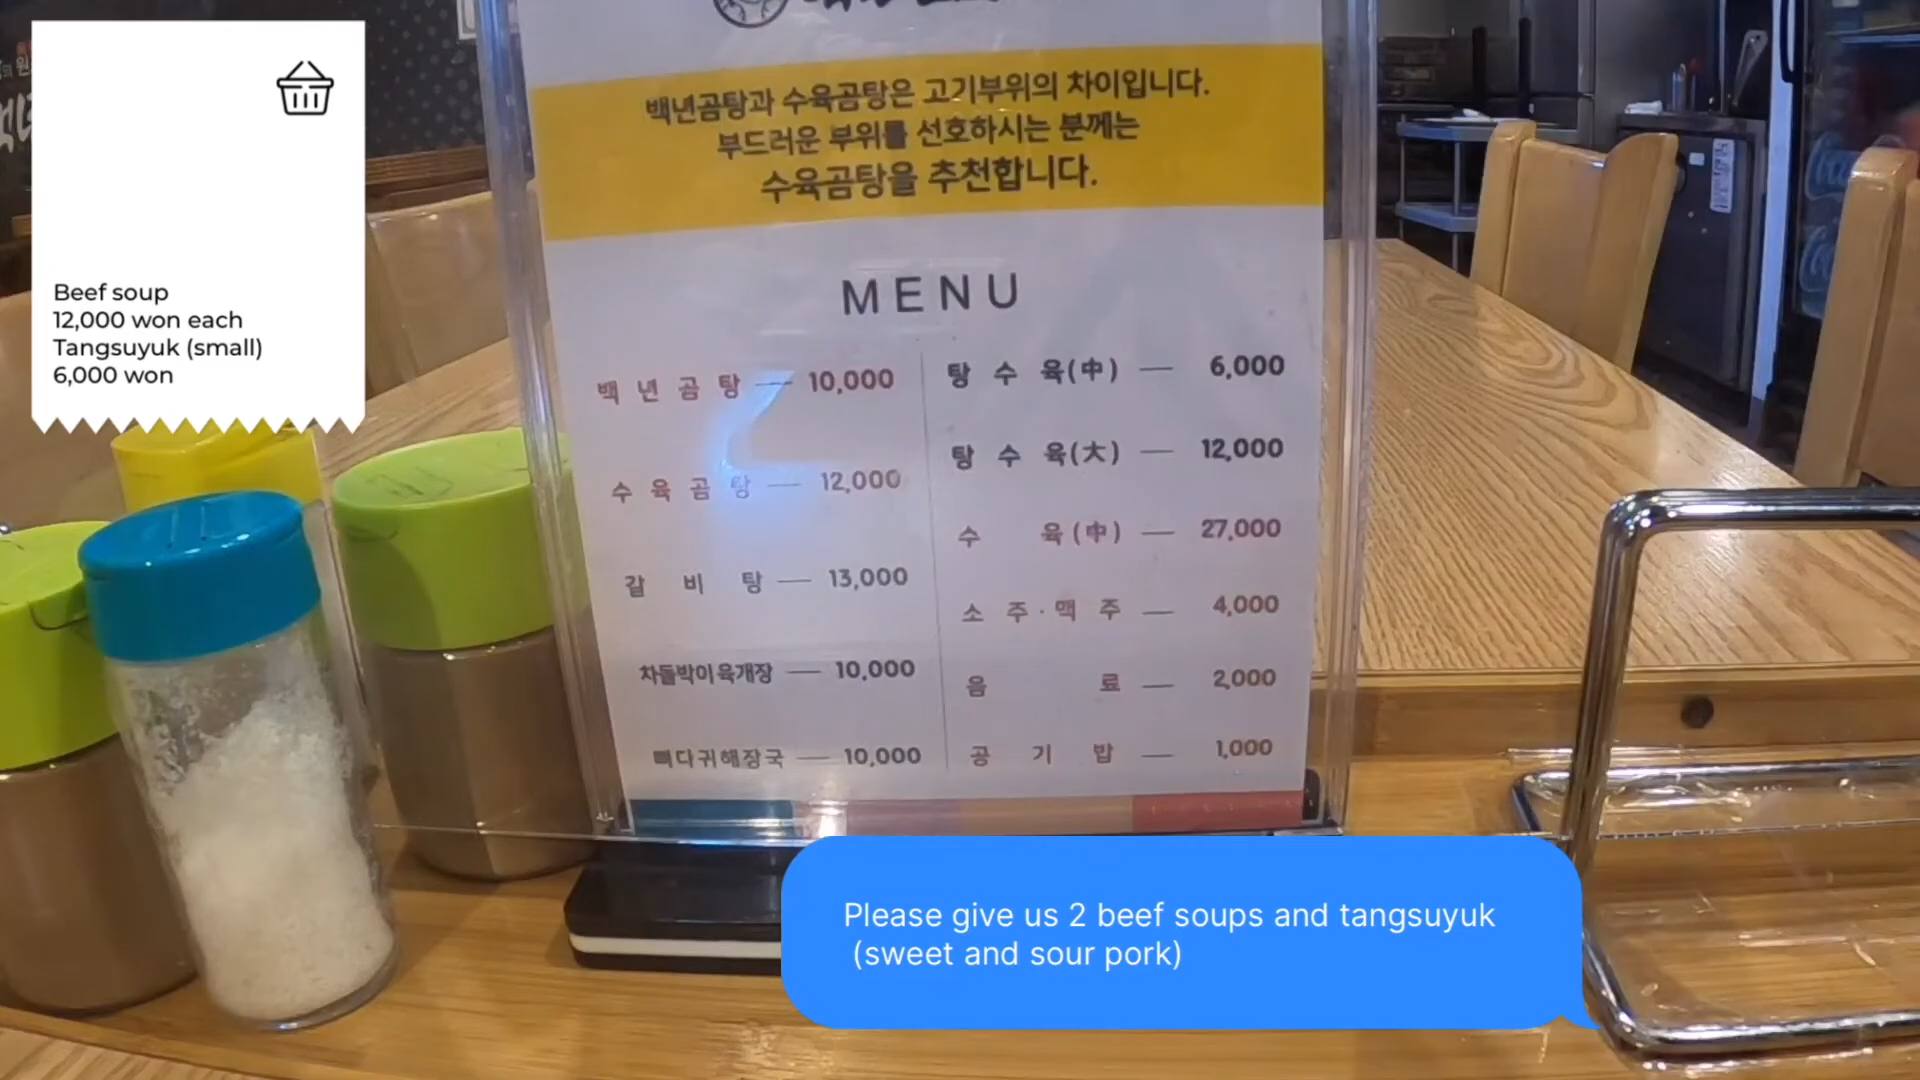 Beef soup
12,000 won each
Tangsuyuk (small)
6,000 won
백년곰탕과 수육곰탕은 고기부위의 차이입니다.
부드러운 부위를 선호하시는 분께는
수육곰탕을 추천합니다.
MENU
백년곰탕 — 10,000
수육곰탕 — 12,000
갈비탕 — 13,000
차돌박이육개장 — 10,000
뼈다귀해장국 — 10,000
탕수육(中) — 6,000
탕수육(大) — 12,000
수육(中) — 27,000
소주·맥주 — 4,000
음료 — 2,000
공기밥 — 1,000
Please give us 2 beef soups and tangsuyuk
(sweet and sour pork)